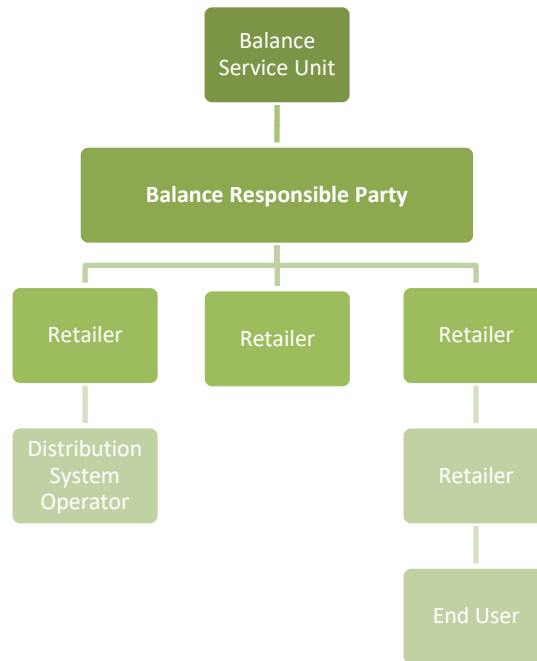 Balance
Service Unit
Balance Responsible Party
Retailer
Retailer
Retailer
Distribution
System
Operator
Retailer
End User